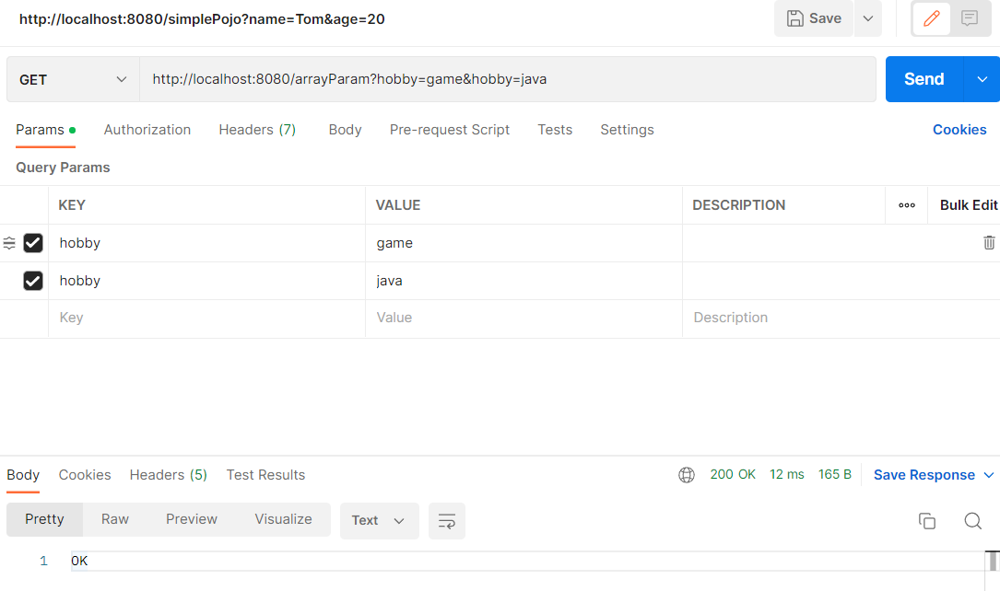 http://localhost:8080/simplePojo?name=Tom&age=20 Save
GET http://localhost:8080/arrayParam?hobby=game&hobby=java Send
Params Authorization Headers (7) Body Pre-request Script Tests Settings Cookies
Query Params
KEY VALUE DESCRIPTION Bulk Edit
hobby game
hobby java
Key Value Description
Body Cookies Headers (5) Test Results 200 OK 12 ms 165 B Save Response
Pretty Raw Preview Visualize Text
1 OK